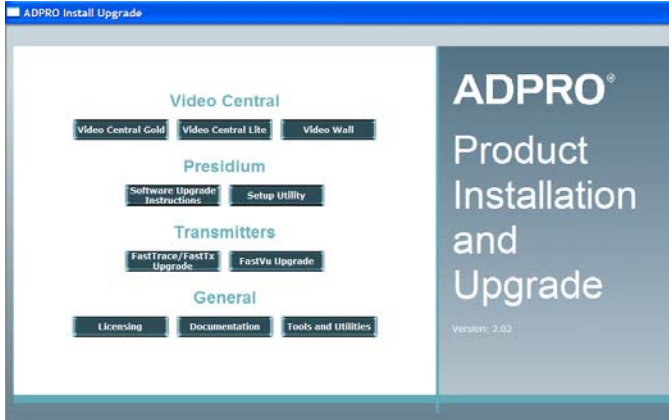 ADPRO Install Upgrade
Video Central
Video Central Gold Video Central Lite Video Wall
Presidium
Software Upgrade
Instructions
Setup Utility
Transmitters
FastTrace/FastTx
Upgrade
FastVu Upgrade
General
Licensing Documentation Tools and Utilities
ADPRO®
Product
Installation
and
Upgrade
Version: 2.02